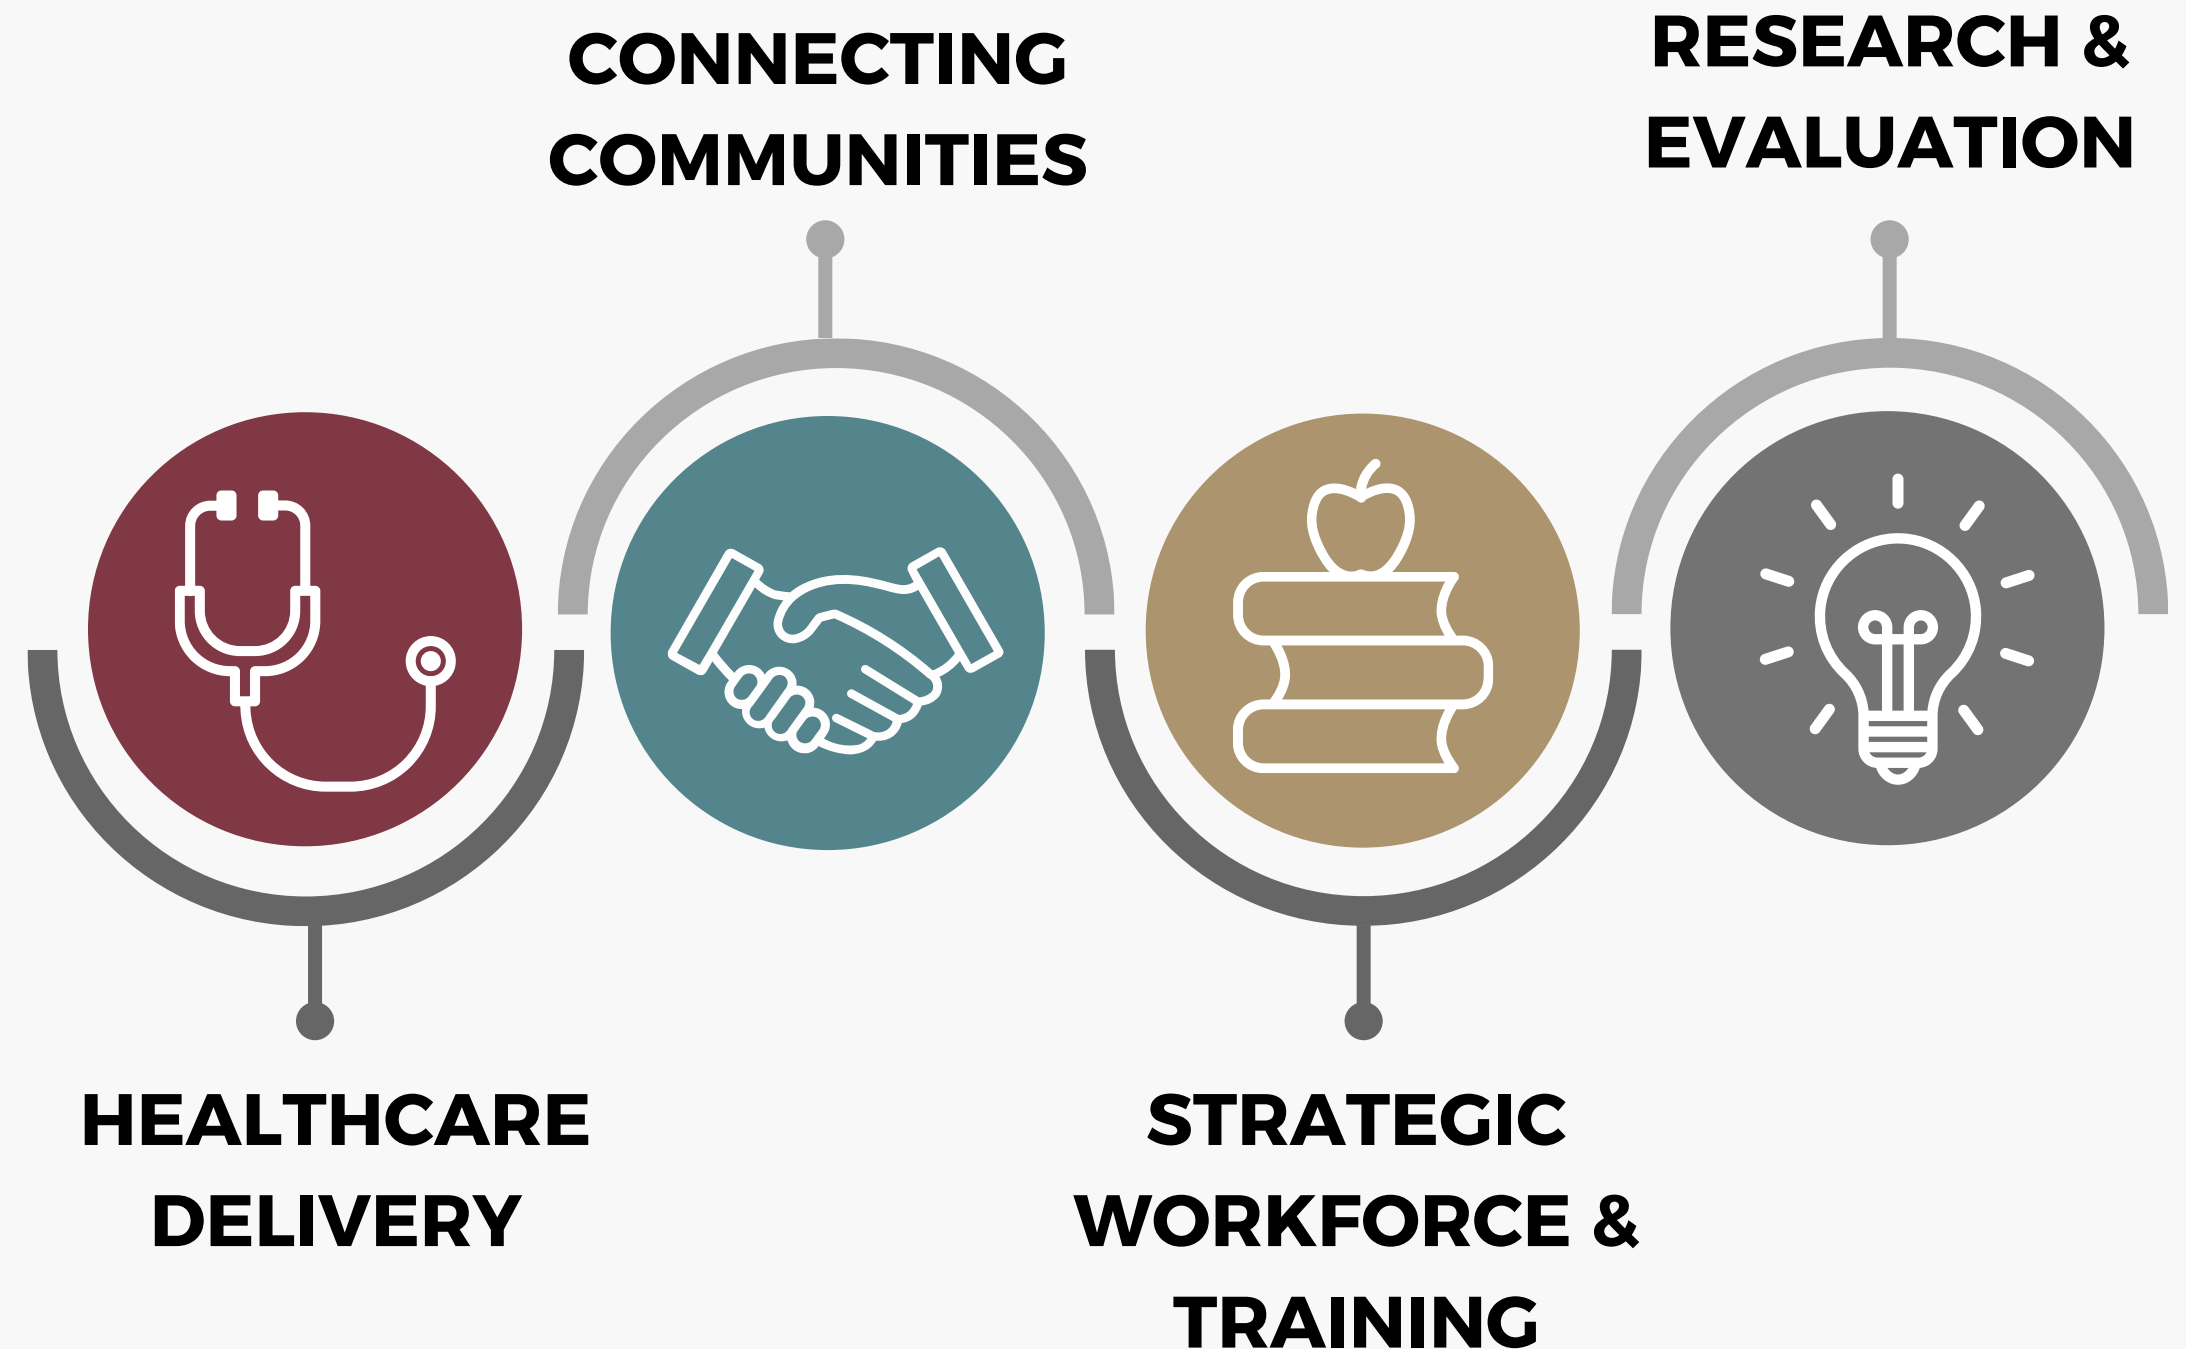 CONNECTING
COMMUNITIES
RESEARCH &
EVALUATION
HEALTHCARE
DELIVERY
STRATEGIC
WORKFORCE &
TRAINING